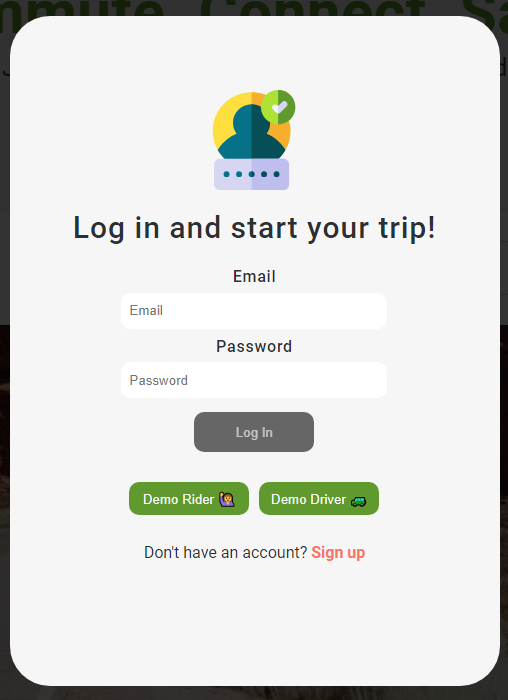 Log in and start your trip!
Email
Email
Password
Password
Log In
Demo Rider 🙋 Demo Driver 🚙
Don't have an account? Sign up